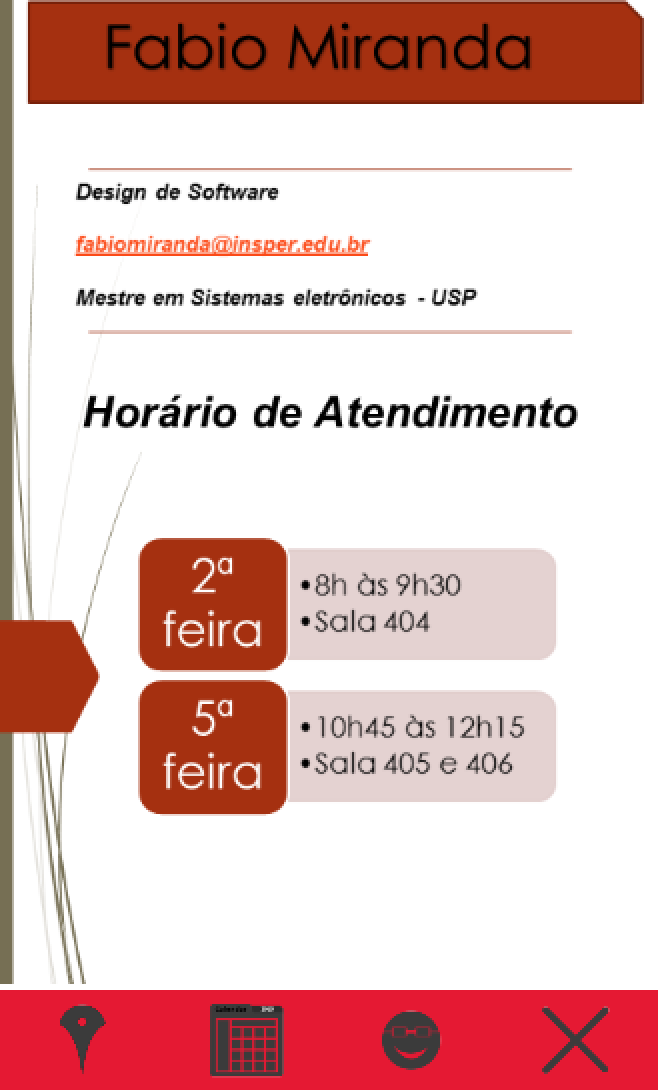 Fabio Miranda
Design de Software
fabiomiranda@insper.edu.br
Mestre em Sistemas eletrônicos - USP
Horário de Atendimento
2ª
feira
•8h às 9h30
•Sala 404
5ª
feira
•10h45 às 12h15
•Sala 405 e 406
Calendar